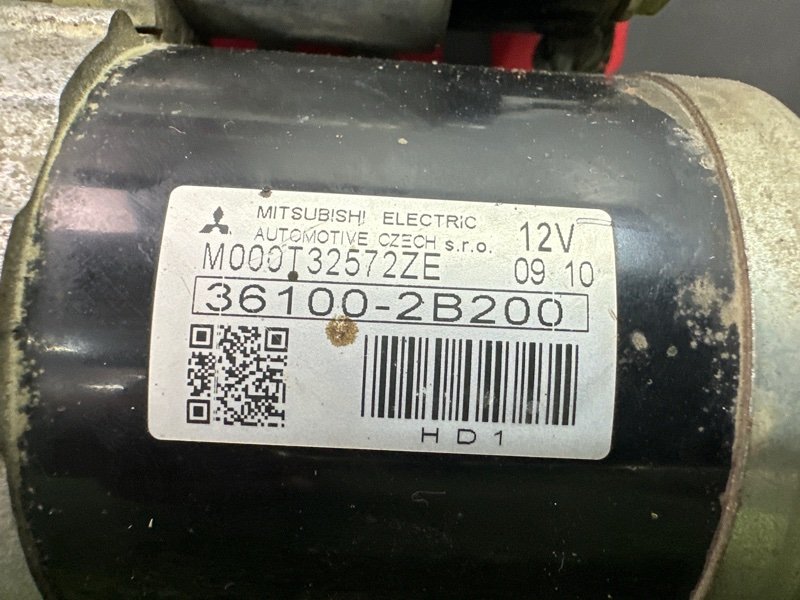 MITSUBISHI ELECTRIC
AUTOMOTIVE CZECH s.r.o. 12V
M000T32572ZE 09 10
36100-2B200
HD1